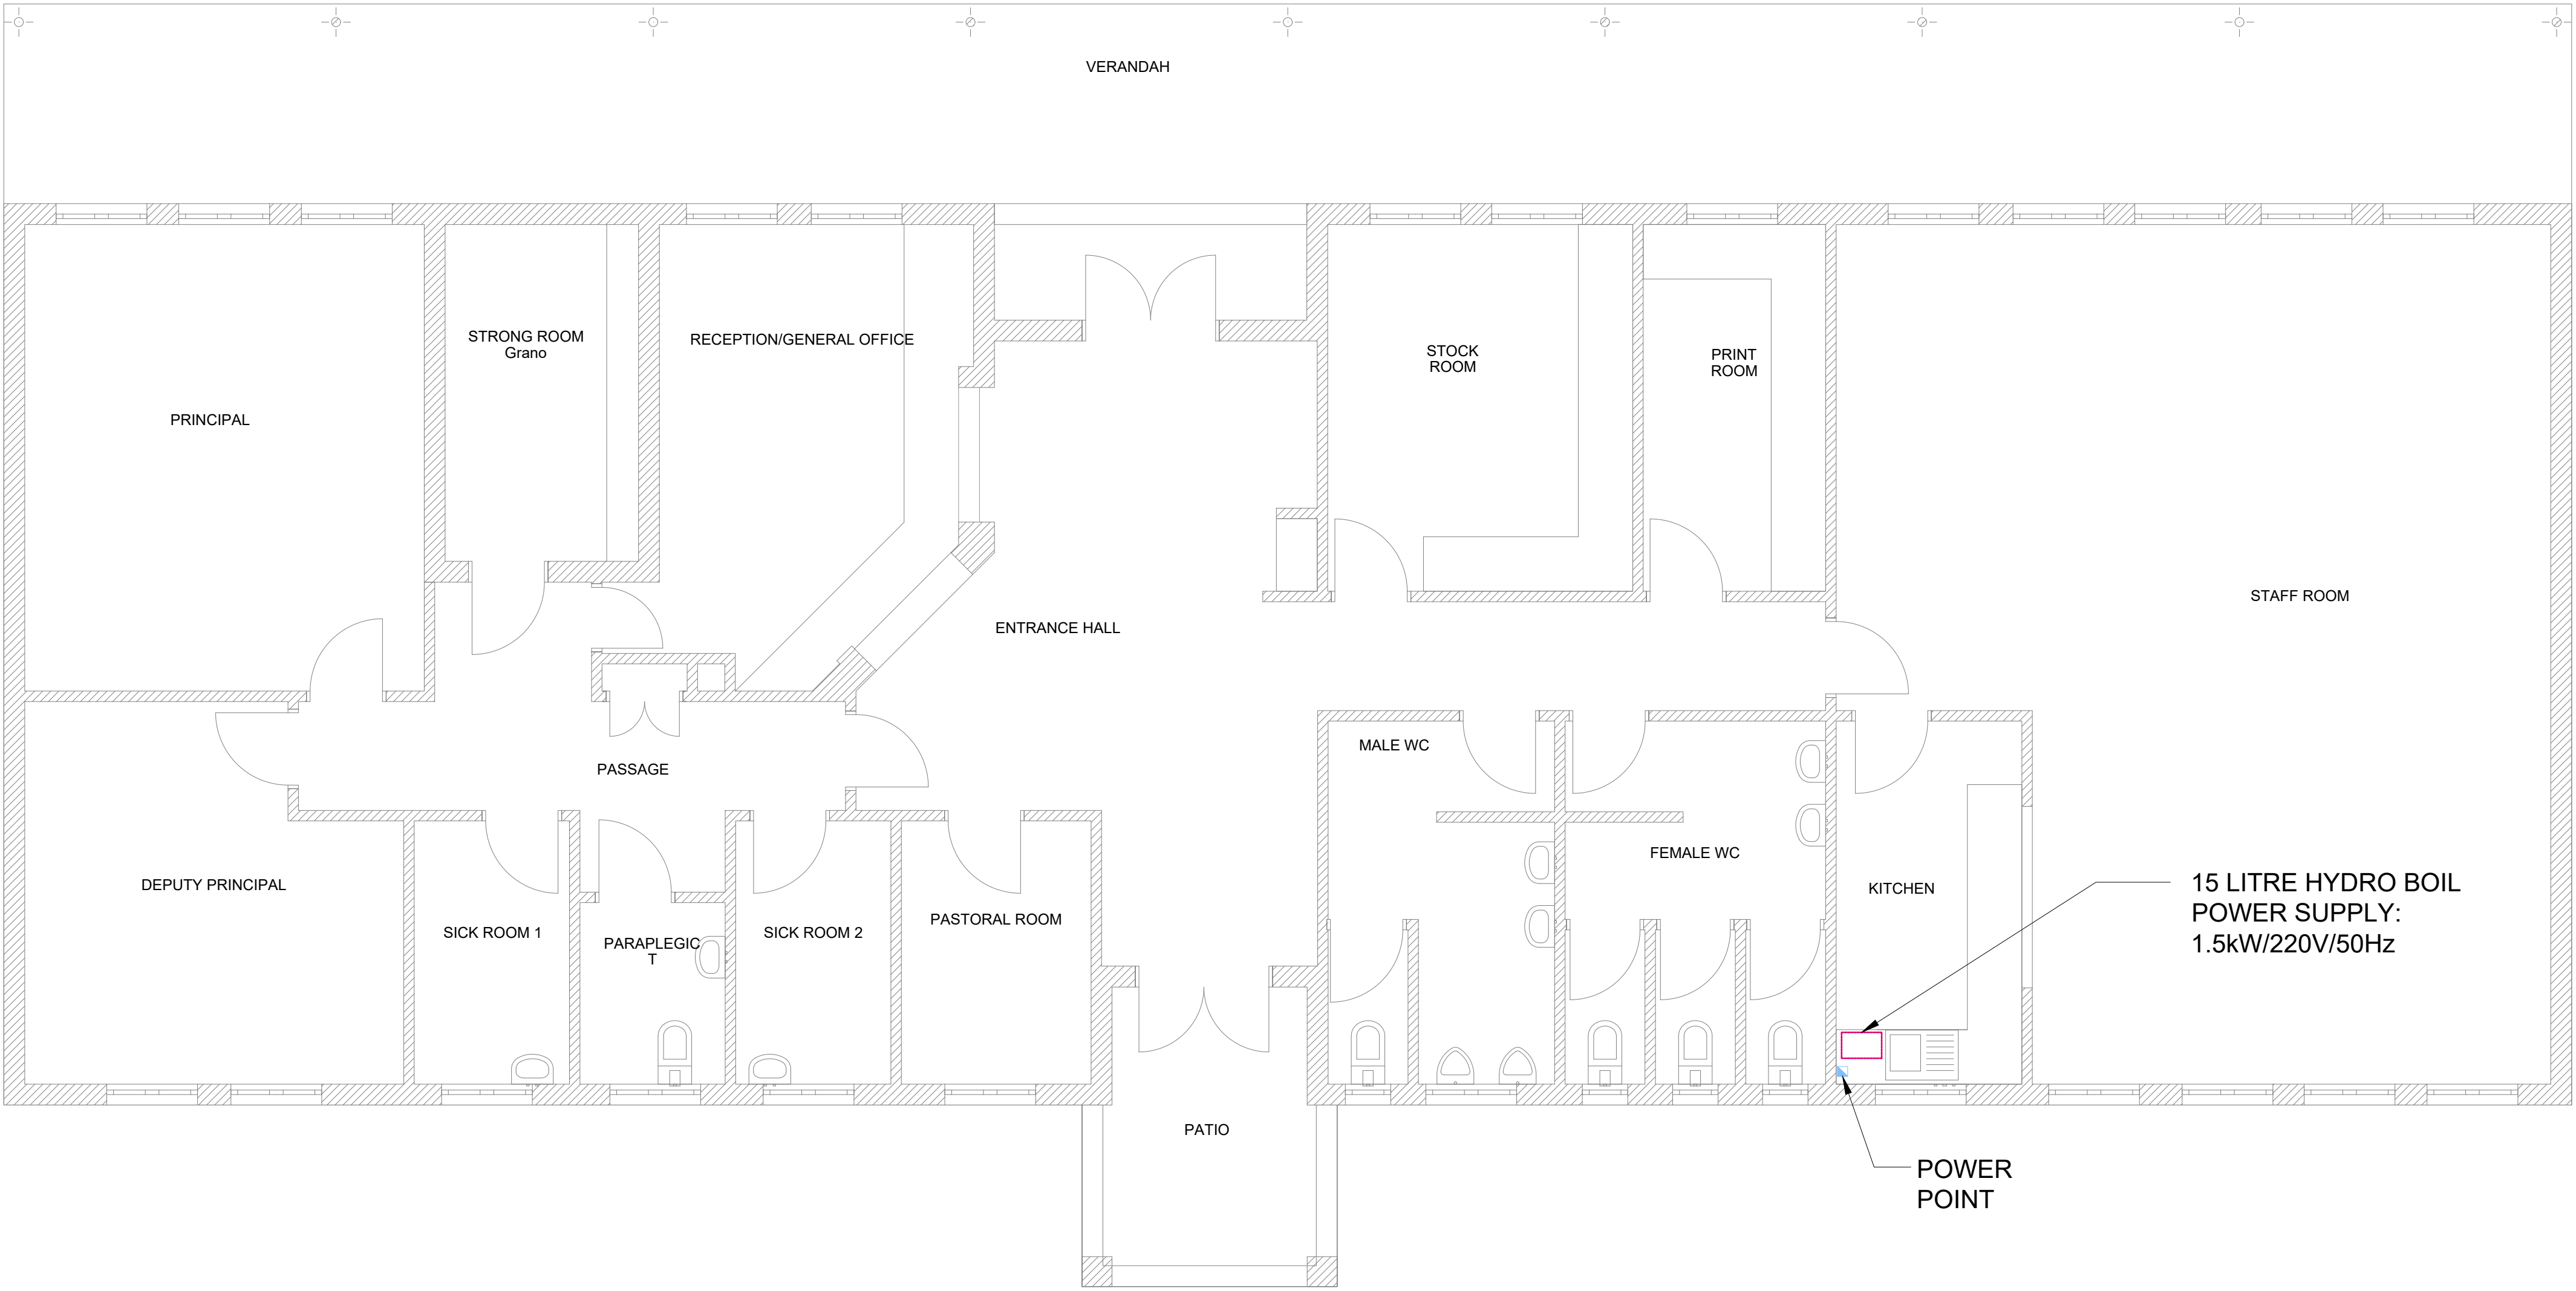 VERANDAH
STRONG ROOM
Grano
RECEPTION/GENERAL OFFICE
STOCK
ROOM
PRINT
ROOM
PRINCIPAL
STAFF ROOM
ENTRANCE HALL
MALE WC
PASSAGE
FEMALE WC
DEPUTY PRINCIPAL
KITCHEN
15 LITRE HYDRO BOIL
POWER SUPPLY:
1.5kW/220V/50Hz
SICK ROOM 1
PARAPLEGIC
T
SICK ROOM 2
PASTORAL ROOM
PATIO
POWER
POINT